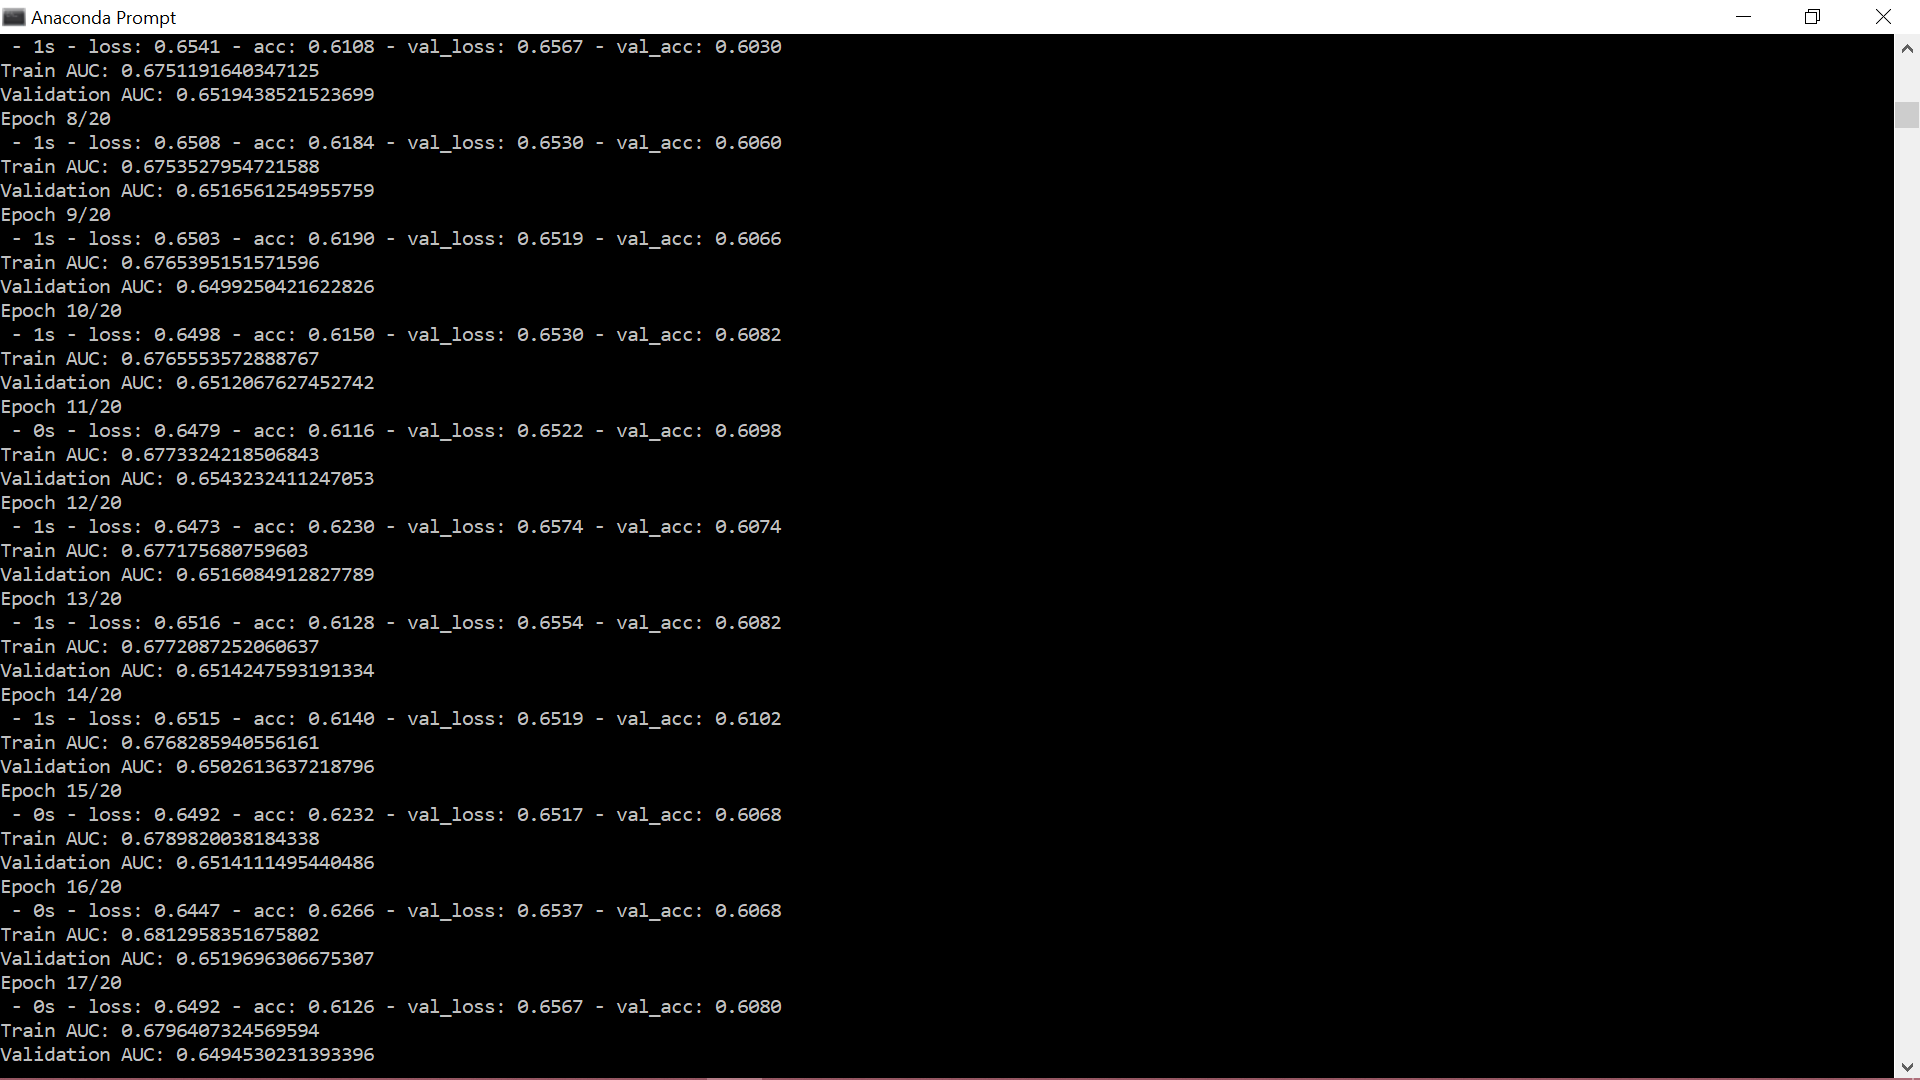 Anaconda Prompt
- 1s - loss: 0.6541 - acc: 0.6108 - val_loss: 0.6567 - val_acc: 0.6030
Train AUC: 0.6751191640347125
Validation AUC: 0.6519438521523699
Epoch 8/20
- 1s - loss: 0.6508 - acc: 0.6184 - val_loss: 0.6530 - val_acc: 0.6060
Train AUC: 0.6753527954721588
Validation AUC: 0.6516561254955759
Epoch 9/20
- 1s - loss: 0.6503 - acc: 0.6190 - val_loss: 0.6519 - val_acc: 0.6066
Train AUC: 0.6765395151571596
Validation AUC: 0.6499250421622826
Epoch 10/20
- 1s - loss: 0.6498 - acc: 0.6150 - val_loss: 0.6530 - val_acc: 0.6082
Train AUC: 0.6765553572888767
Validation AUC: 0.6512067627452742
Epoch 11/20
- 0s - loss: 0.6479 - acc: 0.6116 - val_loss: 0.6522 - val_acc: 0.6098
Train AUC: 0.6773324218506843
Validation AUC: 0.6543232411247053
Epoch 12/20
- 1s - loss: 0.6473 - acc: 0.6230 - val_loss: 0.6574 - val_acc: 0.6074
Train AUC: 0.677175680759603
Validation AUC: 0.6516084912827789
Epoch 13/20
- 1s - loss: 0.6516 - acc: 0.6128 - val_loss: 0.6554 - val_acc: 0.6082
Train AUC: 0.6772087252060637
Validation AUC: 0.6514247593191334
Epoch 14/20
- 1s - loss: 0.6515 - acc: 0.6140 - val_loss: 0.6519 - val_acc: 0.6102
Train AUC: 0.6768285940556161
Validation AUC: 0.6502613637218796
Epoch 15/20
- 0s - loss: 0.6492 - acc: 0.6232 - val_loss: 0.6517 - val_acc: 0.6068
Train AUC: 0.6789820038184338
Validation AUC: 0.6514111495440486
Epoch 16/20
- 0s - loss: 0.6447 - acc: 0.6266 - val_loss: 0.6537 - val_acc: 0.6068
Train AUC: 0.6812958351675802
Validation AUC: 0.6519696306675307
Epoch 17/20
- 0s - loss: 0.6492 - acc: 0.6126 - val_loss: 0.6567 - val_acc: 0.6080
Train AUC: 0.6796407324569594
Validation AUC: 0.6494530231393396